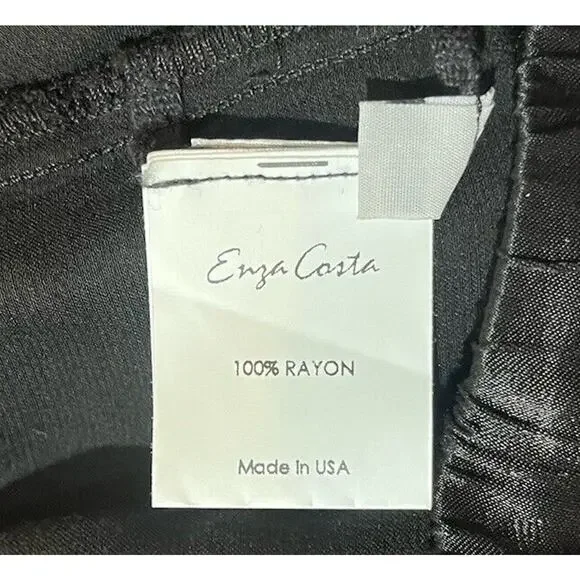 Enza Costa
100% RAYON
Made In USA